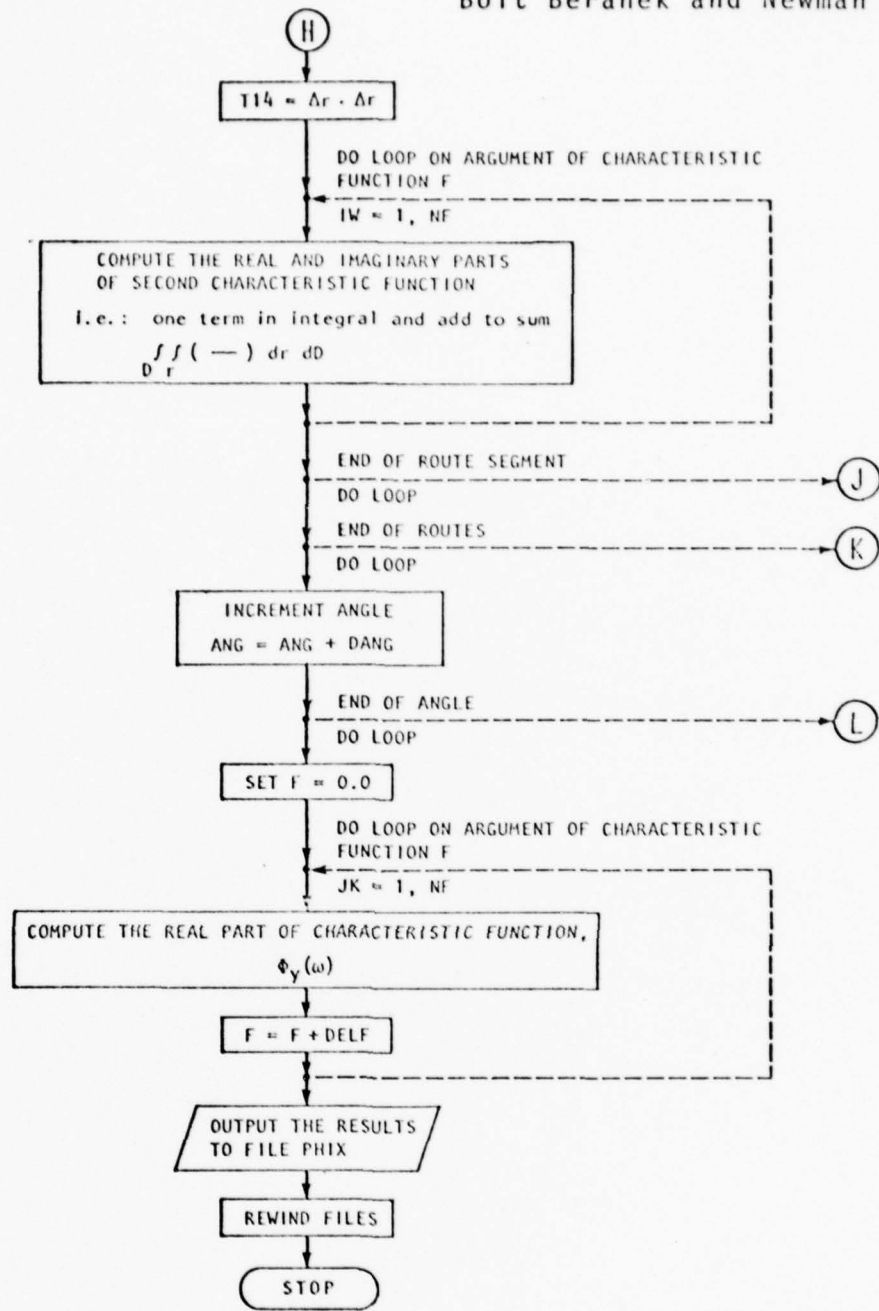 Bolt Beranek and Newman
H
T14 = Δr . Δr
DO LOOP ON ARGUMENT OF CHARACTERISTIC
FUNCTION F
IW = 1, NF
COMPUTE THE REAL AND IMAGINARY PARTS
OF SECOND CHARACTERISTIC FUNCTION
i.e.: one term in integral and add to sum
∫∫ ( — ) dr dD
D r
END OF ROUTE SEGMENT
J
DO LOOP
END OF ROUTES
K
DO LOOP
INCREMENT ANGLE
ANG = ANG + DANG
END OF ANGLE
L
DO LOOP
SET F = 0.0
DO LOOP ON ARGUMENT OF CHARACTERISTIC
FUNCTION F
JK = 1, NF
COMPUTE THE REAL PART OF CHARACTERISTIC FUNCTION,
Φy(ω)
F = F + DELF
OUTPUT THE RESULTS
TO FILE PHIX
REWIND FILES
STOP